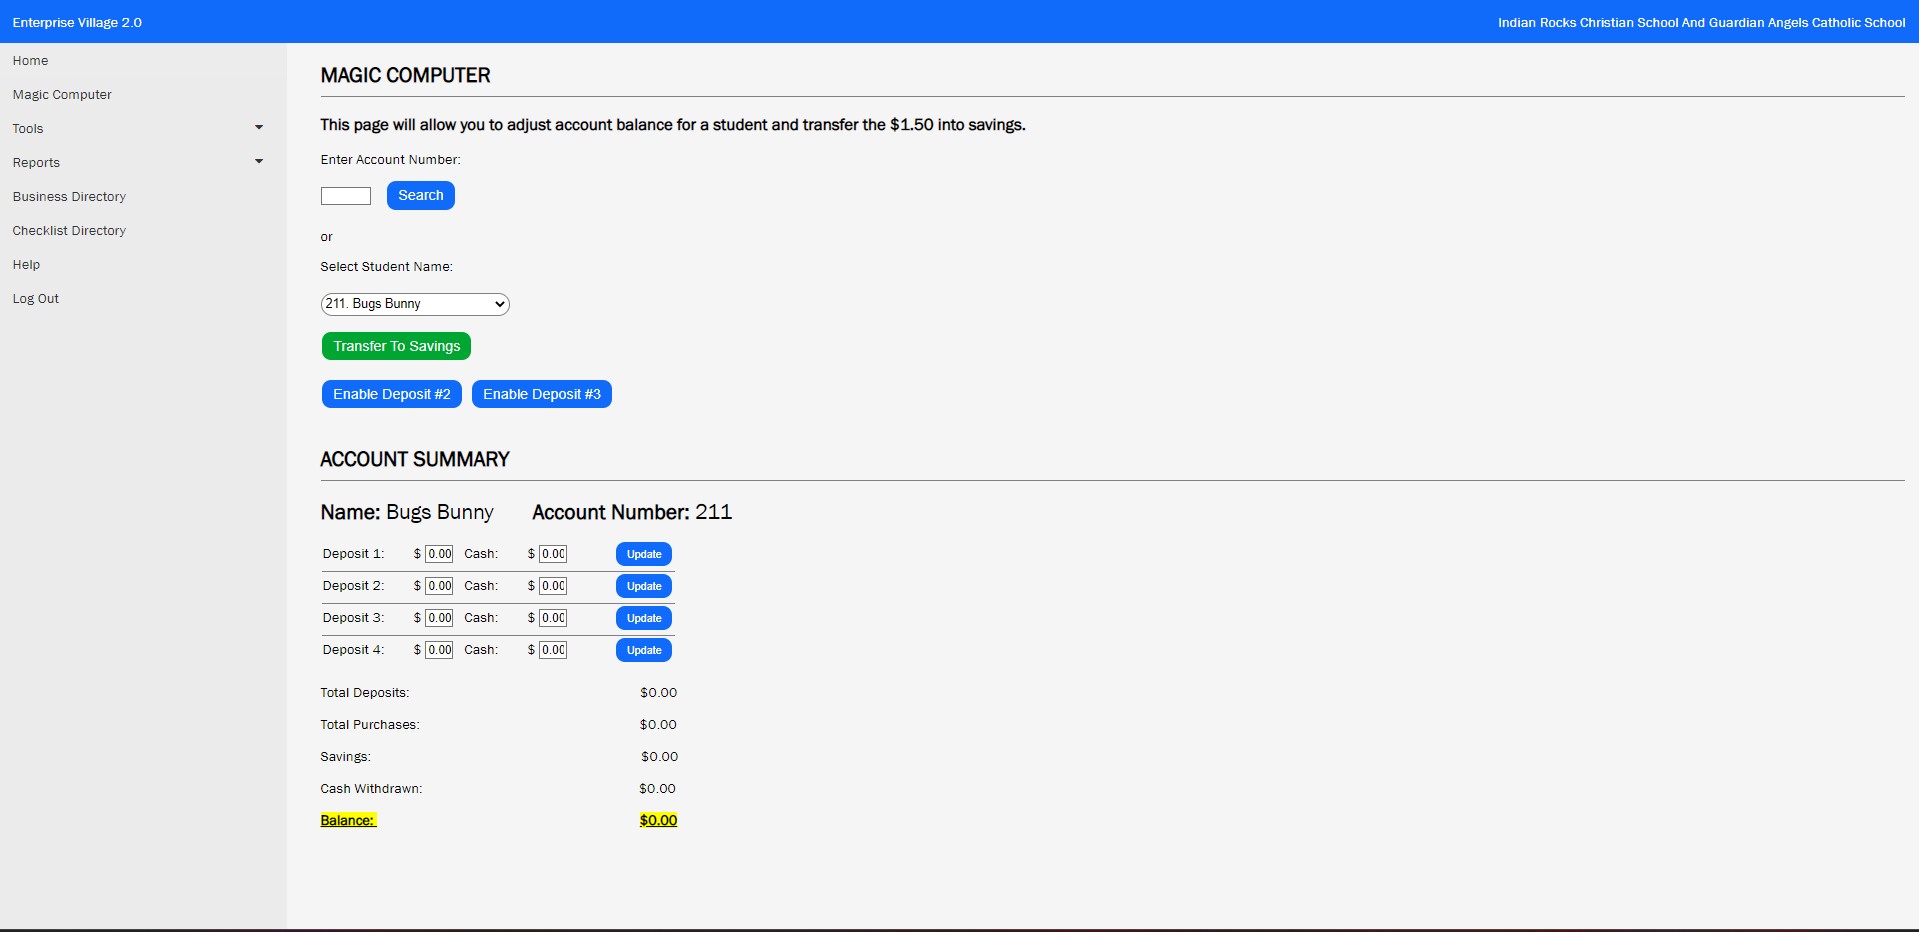 Enterprise Village 2.0
Indian Rocks Christian School And Guardian Angels Catholic School
Home
Magic Computer
Tools
Reports
Business Directory
Checklist Directory
Help
Log Out
MAGIC COMPUTER
This page will allow you to adjust account balance for a student and transfer the $1.50 into savings.
Enter Account Number:
Search
or
Select Student Name:
211. Bugs Bunny
Transfer To Savings
Enable Deposit #2 Enable Deposit #3
ACCOUNT SUMMARY
Name: Bugs Bunny Account Number: 211
Deposit 1: $ 0.00 Cash: $ 0.00 Update
Deposit 2: $ 0.00 Cash: $ 0.00 Update
Deposit 3: $ 0.00 Cash: $ 0.00 Update
Deposit 4: $ 0.00 Cash: $ 0.00 Update
Total Deposits: $0.00
Total Purchases: $0.00
Savings: $0.00
Cash Withdrawn: $0.00
Balance: $0.00